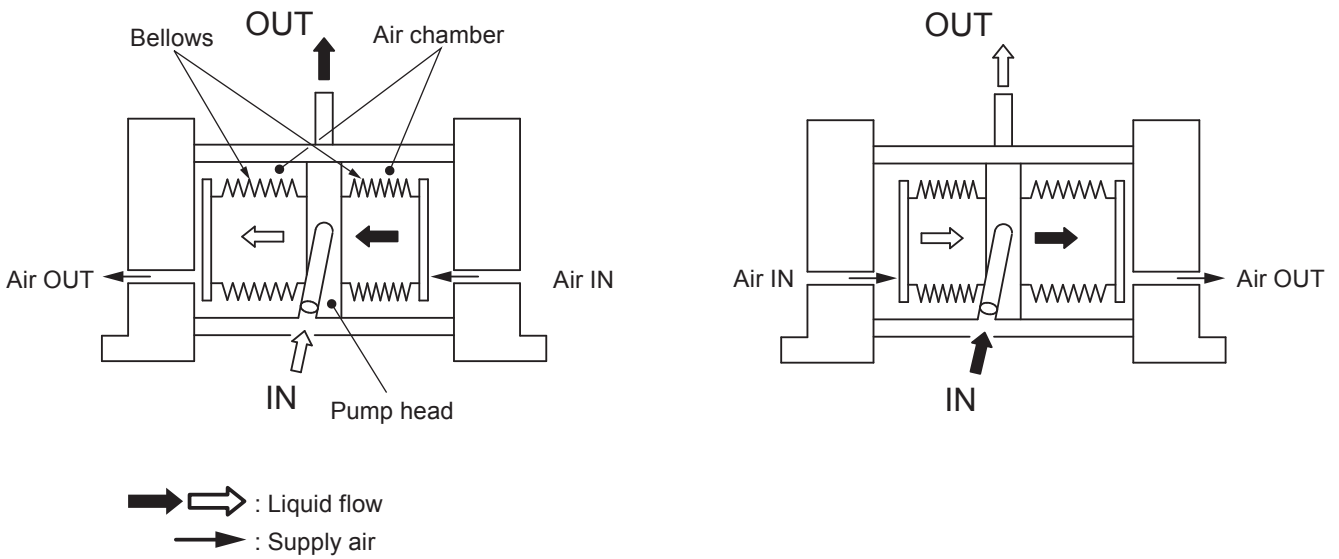 OUT
Bellows
Air chamber
Air OUT
Air IN
IN
Pump head
OUT
Air IN
Air OUT
IN
: Liquid flow
: Supply air